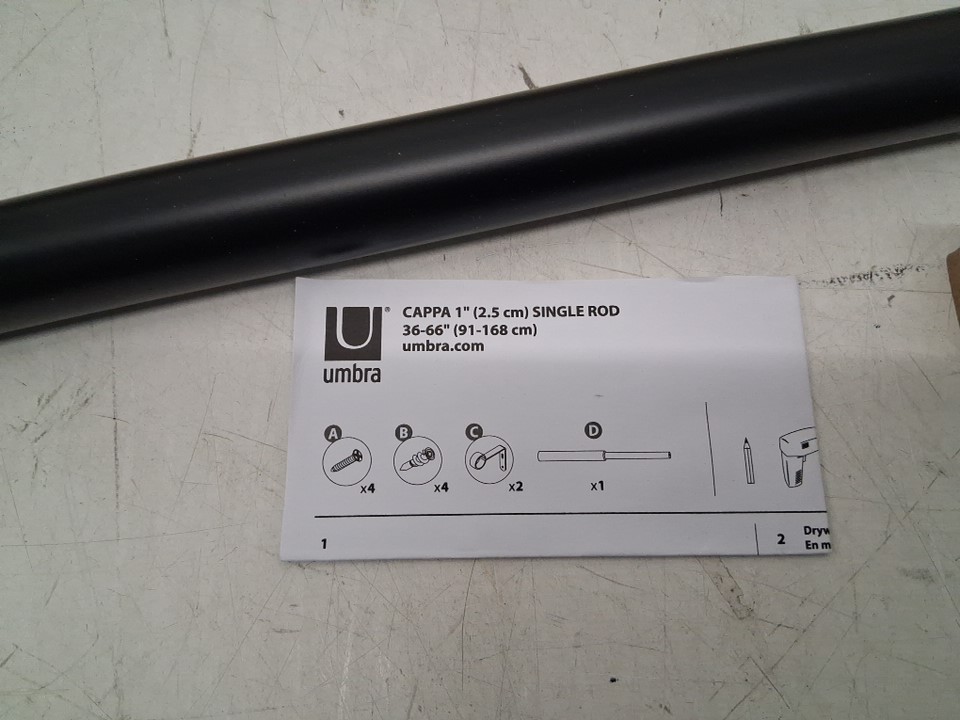 U®
umbra
CAPPA 1" (2.5 cm) SINGLE ROD
36-66" (91-168 cm)
umbra.com
A
x4
B
x4
C
x2
D
x1
1
2